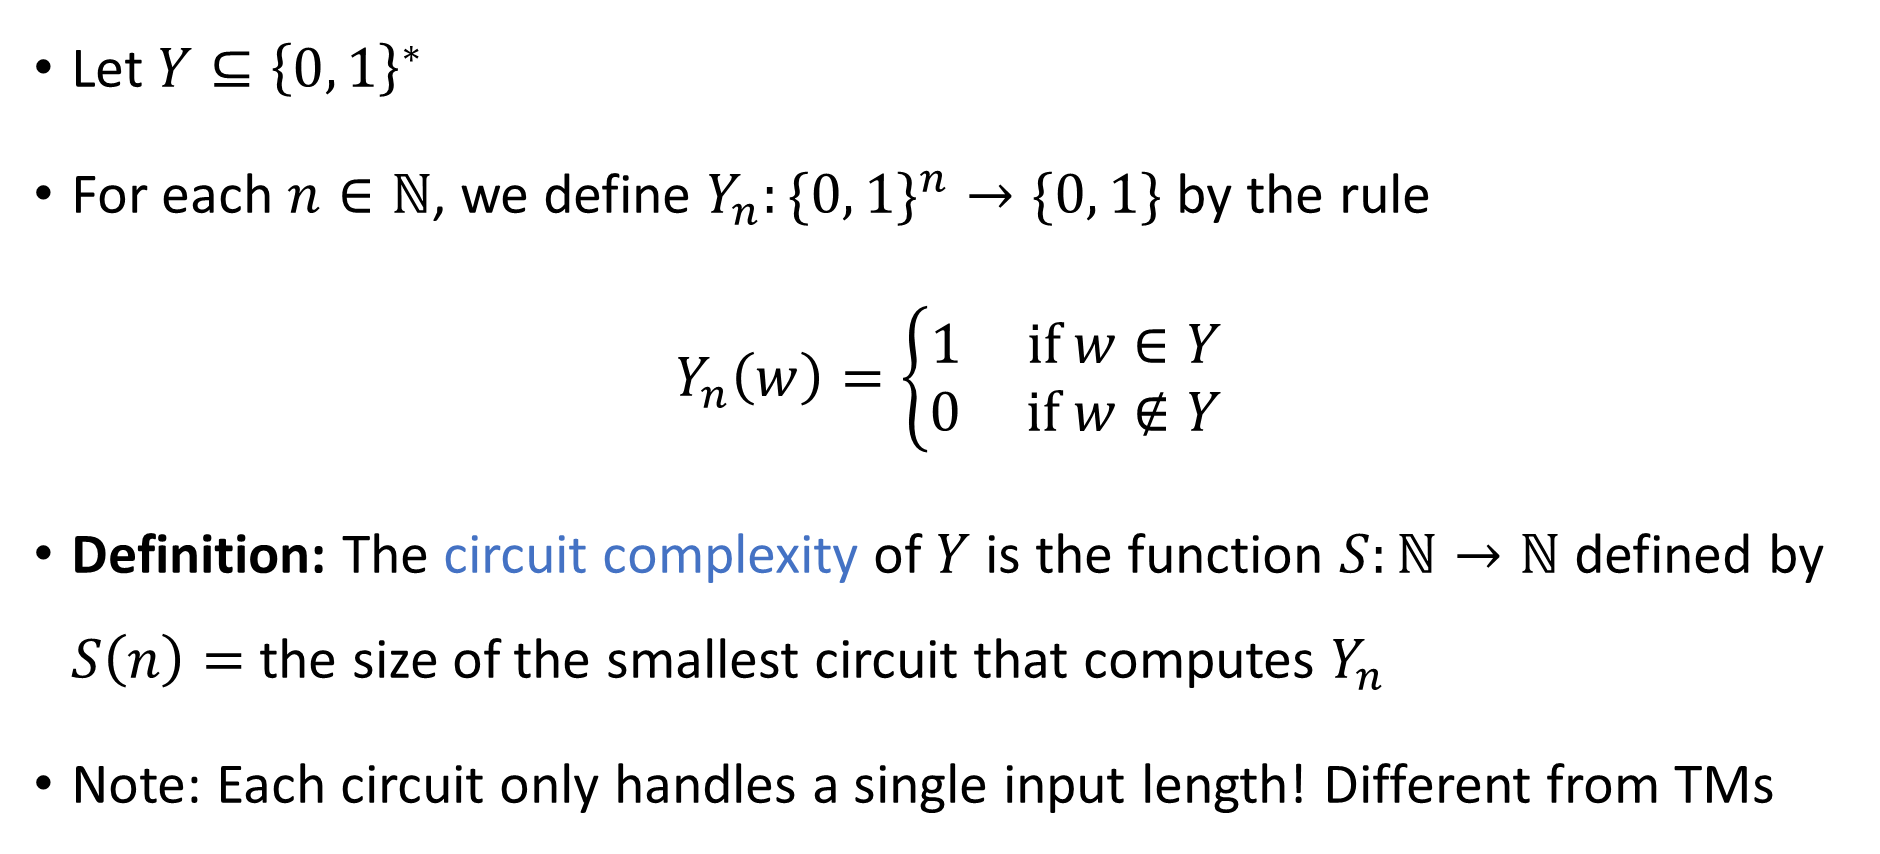 • Let 𝑌 ⊆ {0, 1}*
• For each 𝑛 ∈ ℕ, we define 𝑌ₙ: {0, 1}ⁿ → {0, 1} by the rule
𝑌ₙ(𝑤) = { 1 if 𝑤 ∈ 𝑌
0 if 𝑤 ∉ 𝑌
• Definition: The circuit complexity of 𝑌 is the function 𝑆: ℕ → ℕ defined by
𝑆(𝑛) = the size of the smallest circuit that computes 𝑌ₙ
• Note: Each circuit only handles a single input length! Different from TMs